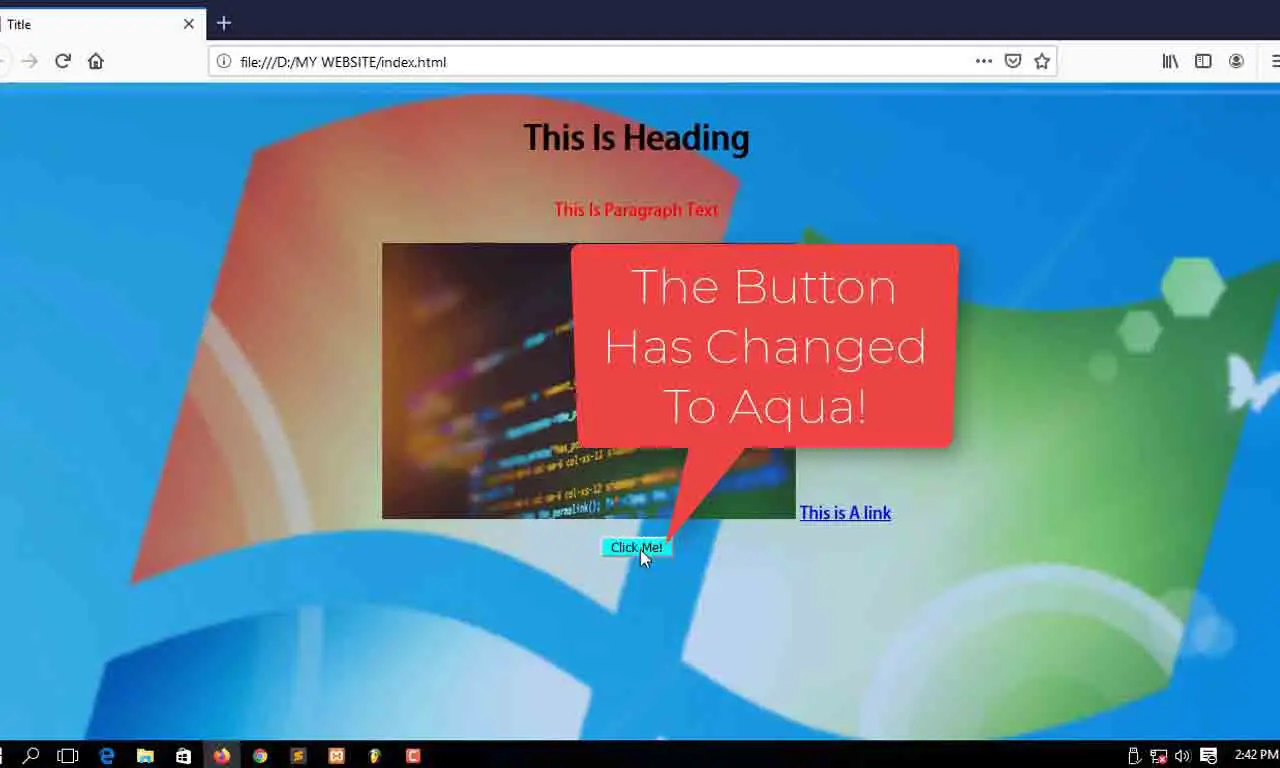 Title
file:///D:/MY WEBSITE/index.html
This Is Heading
This Is Paragraph Text
The Button
Has Changed
To Aqua!
This is A link
Click Me!
2:42 PM